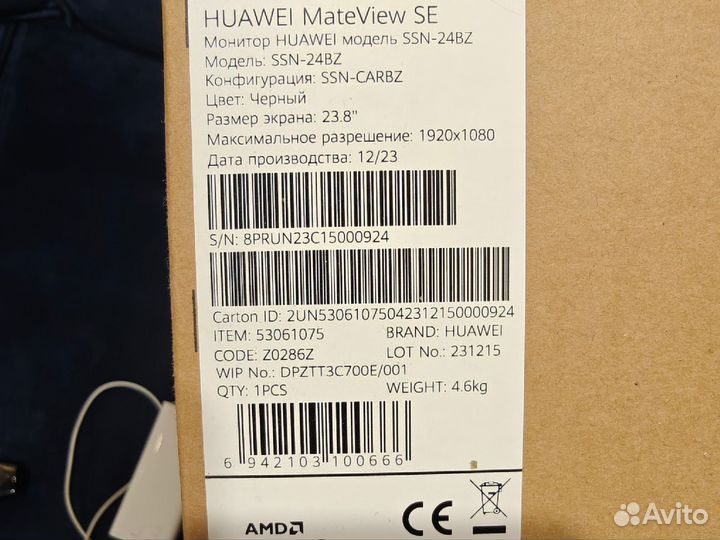 HUAWEI MateView SE
Монитор HUAWEI модель SSN-24BZ
Модель: SSN-24BZ
Конфигурация: SSN-CARBZ
Цвет: Черный
Размер экрана: 23.8"
Максимальное разрешение: 1920x1080
Дата производства: 12/23
S/N: 8PRUN23C15000924
Carton ID: 2UN53061075042312150000924
ITEM: 53061075 BRAND: HUAWEI
CODE: Z0286Z LOT No.: 231215
WIP No.: DPZTT3C700E/001
QTY: 1PCS WEIGHT: 4.6kg
6 942103 100666
AMD CE
Avito